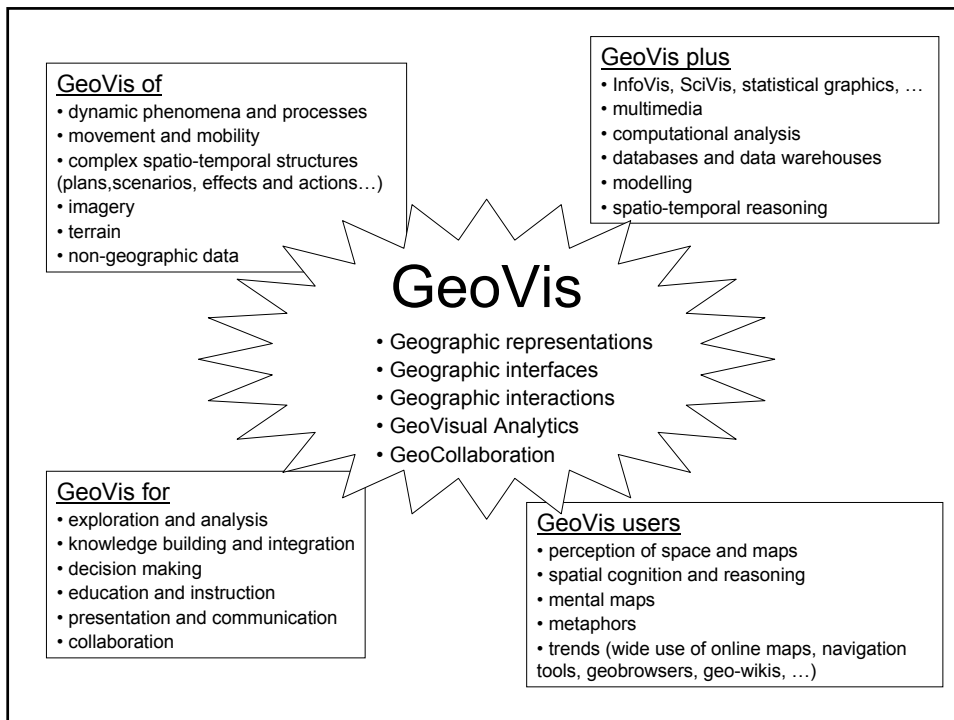 GeoVis of
• dynamic phenomena and processes
• movement and mobility
• complex spatio-temporal structures
(plans,scenarios, effects and actions…)
• imagery
• terrain
• non-geographic data
GeoVis plus
• InfoVis, SciVis, statistical graphics, …
• multimedia
• computational analysis
• databases and data warehouses
• modelling
• spatio-temporal reasoning
GeoVis
• Geographic representations
• Geographic interfaces
• Geographic interactions
• GeoVisual Analytics
• GeoCollaboration
GeoVis for
• exploration and analysis
• knowledge building and integration
• decision making
• education and instruction
• presentation and communication
• collaboration
GeoVis users
• perception of space and maps
• spatial cognition and reasoning
• mental maps
• metaphors
• trends (wide use of online maps, navigation
tools, geobrowsers, geo-wikis, …)